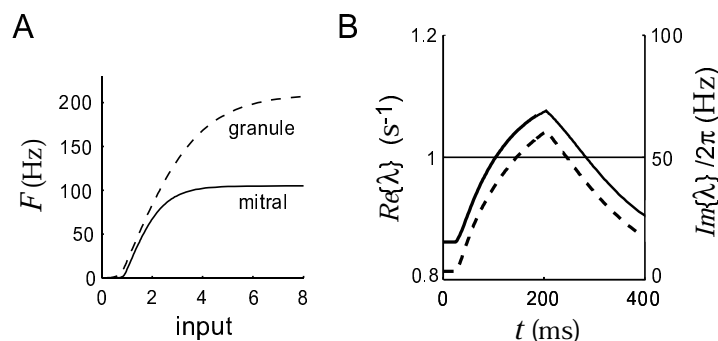 A
F (Hz)
200
150
100
50
0
granule
mitral
0 2 4 6 8
input
B
Re{λ} (s-1)
1.2
1
0.8
100
50
0
Im{λ} /2π (Hz)
0 200 400
t (ms)